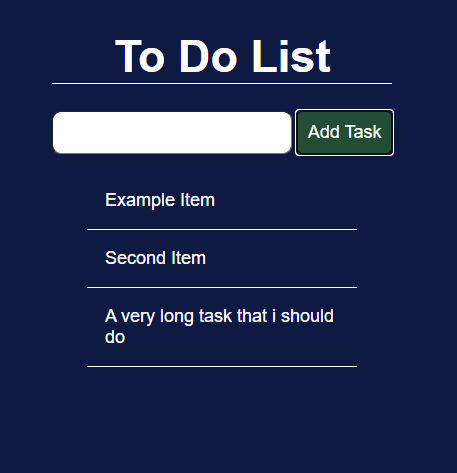 To Do List
Add Task
Example Item
Second Item
A very long task that i should
do